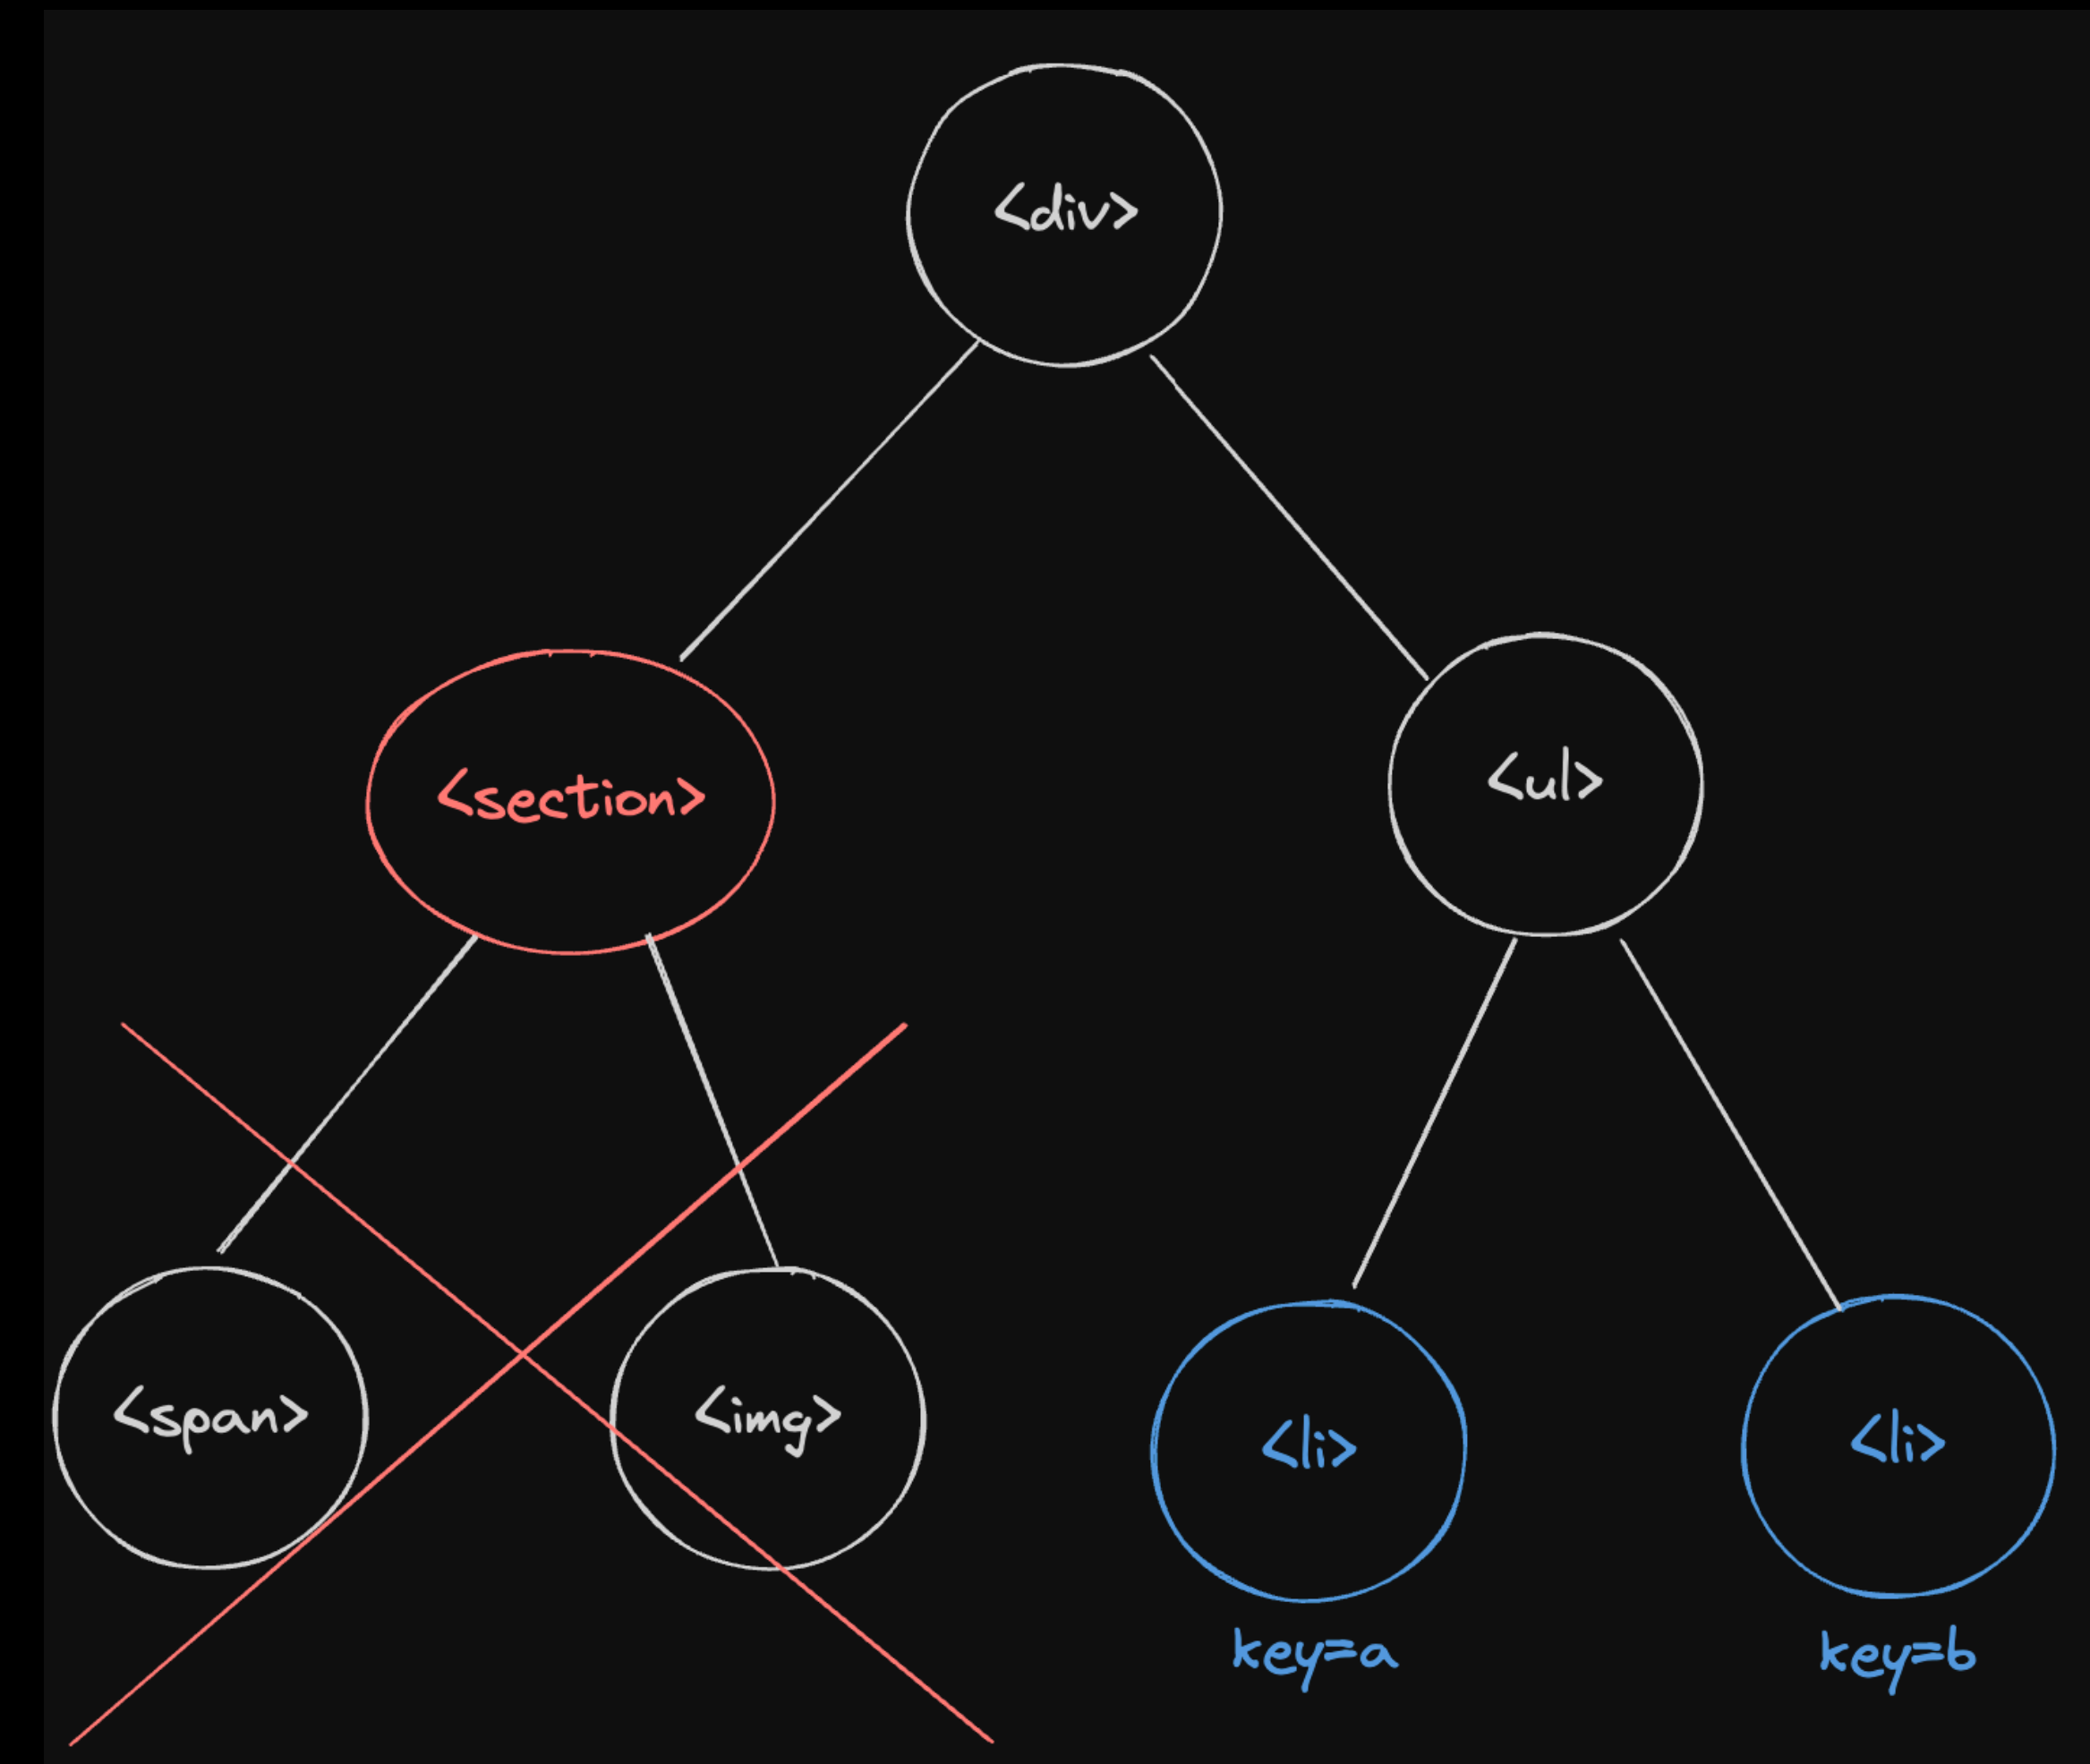 <div>
<section>
<ul>
<span>
<img>
<li>
<li>
key=a
key=b